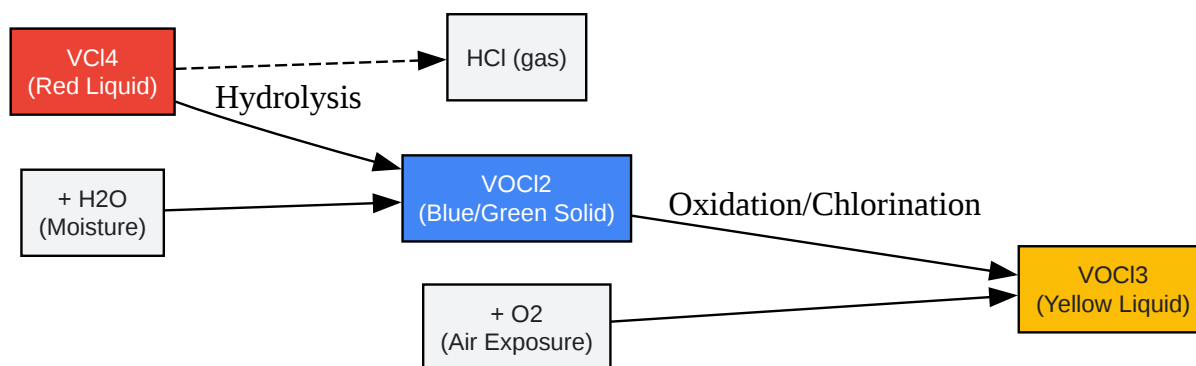 VCl4
(Red Liquid)
HCl (gas)
Hydrolysis
+ H2O
(Moisture)
VOCl2
(Blue/Green Solid)
Oxidation/Chlorination
+ O2
(Air Exposure)
VOCl3
(Yellow Liquid)